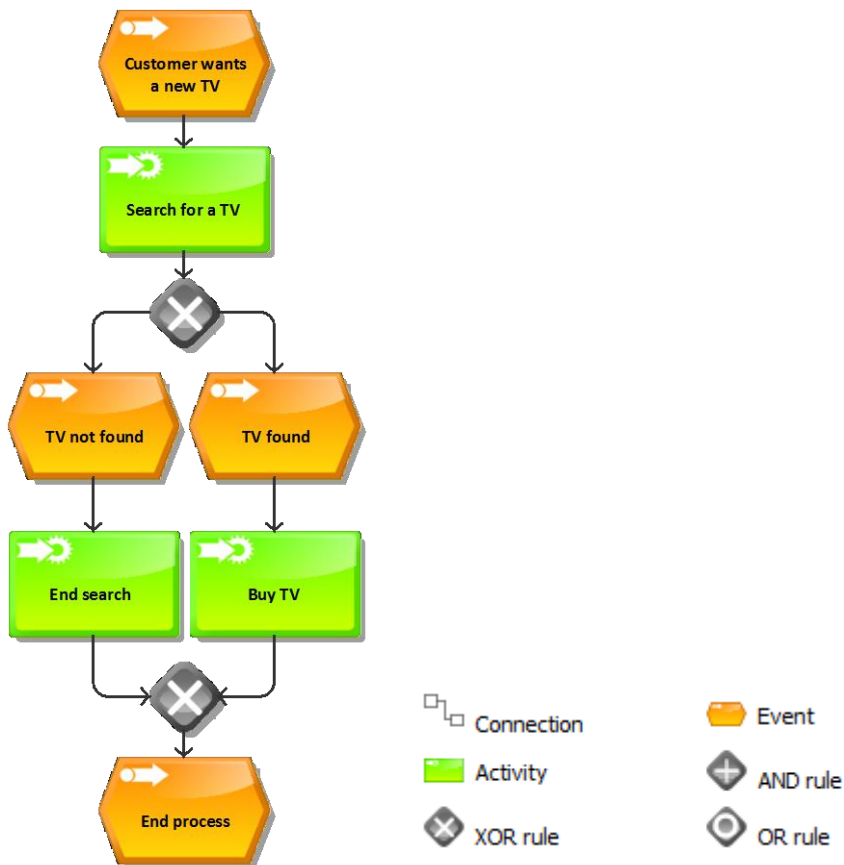 Customer wants
a new TV
Search for a TV
TV not found
TV found
End search
Buy TV
End process
Connection
Event
Activity
AND rule
XOR rule
OR rule